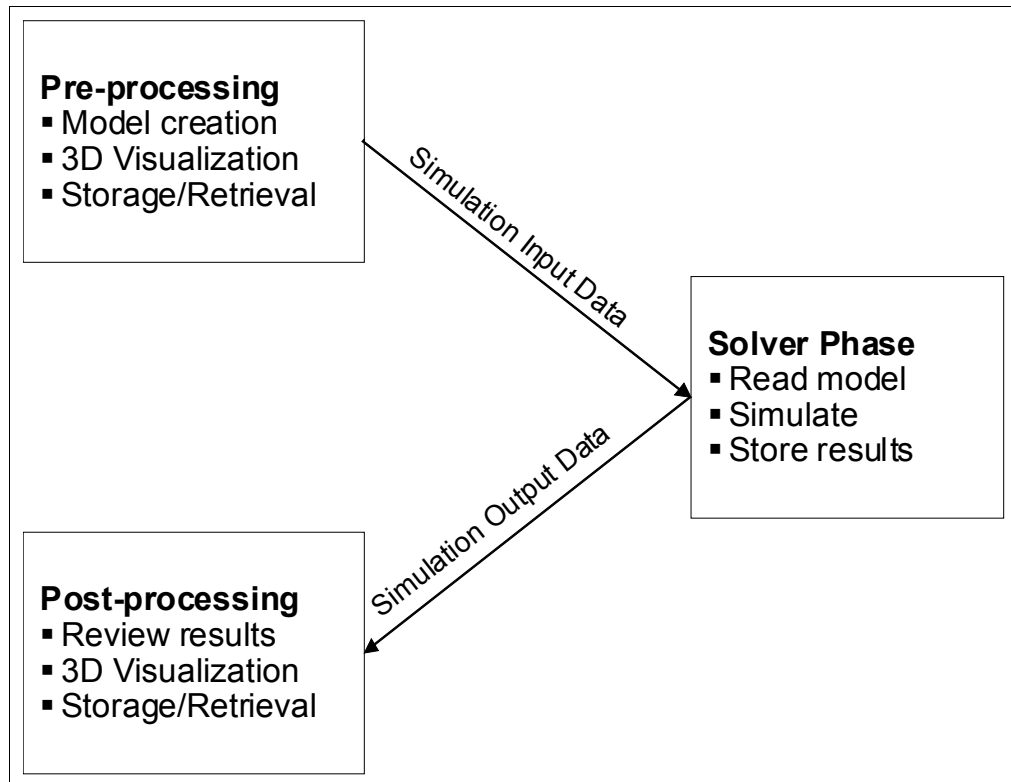 Pre-processing
▪ Model creation
▪ 3D Visualization
▪ Storage/Retrieval
Simulation Input Data
Solver Phase
▪ Read model
▪ Simulate
▪ Store results
Simulation Output Data
Post-processing
▪ Review results
▪ 3D Visualization
▪ Storage/Retrieval